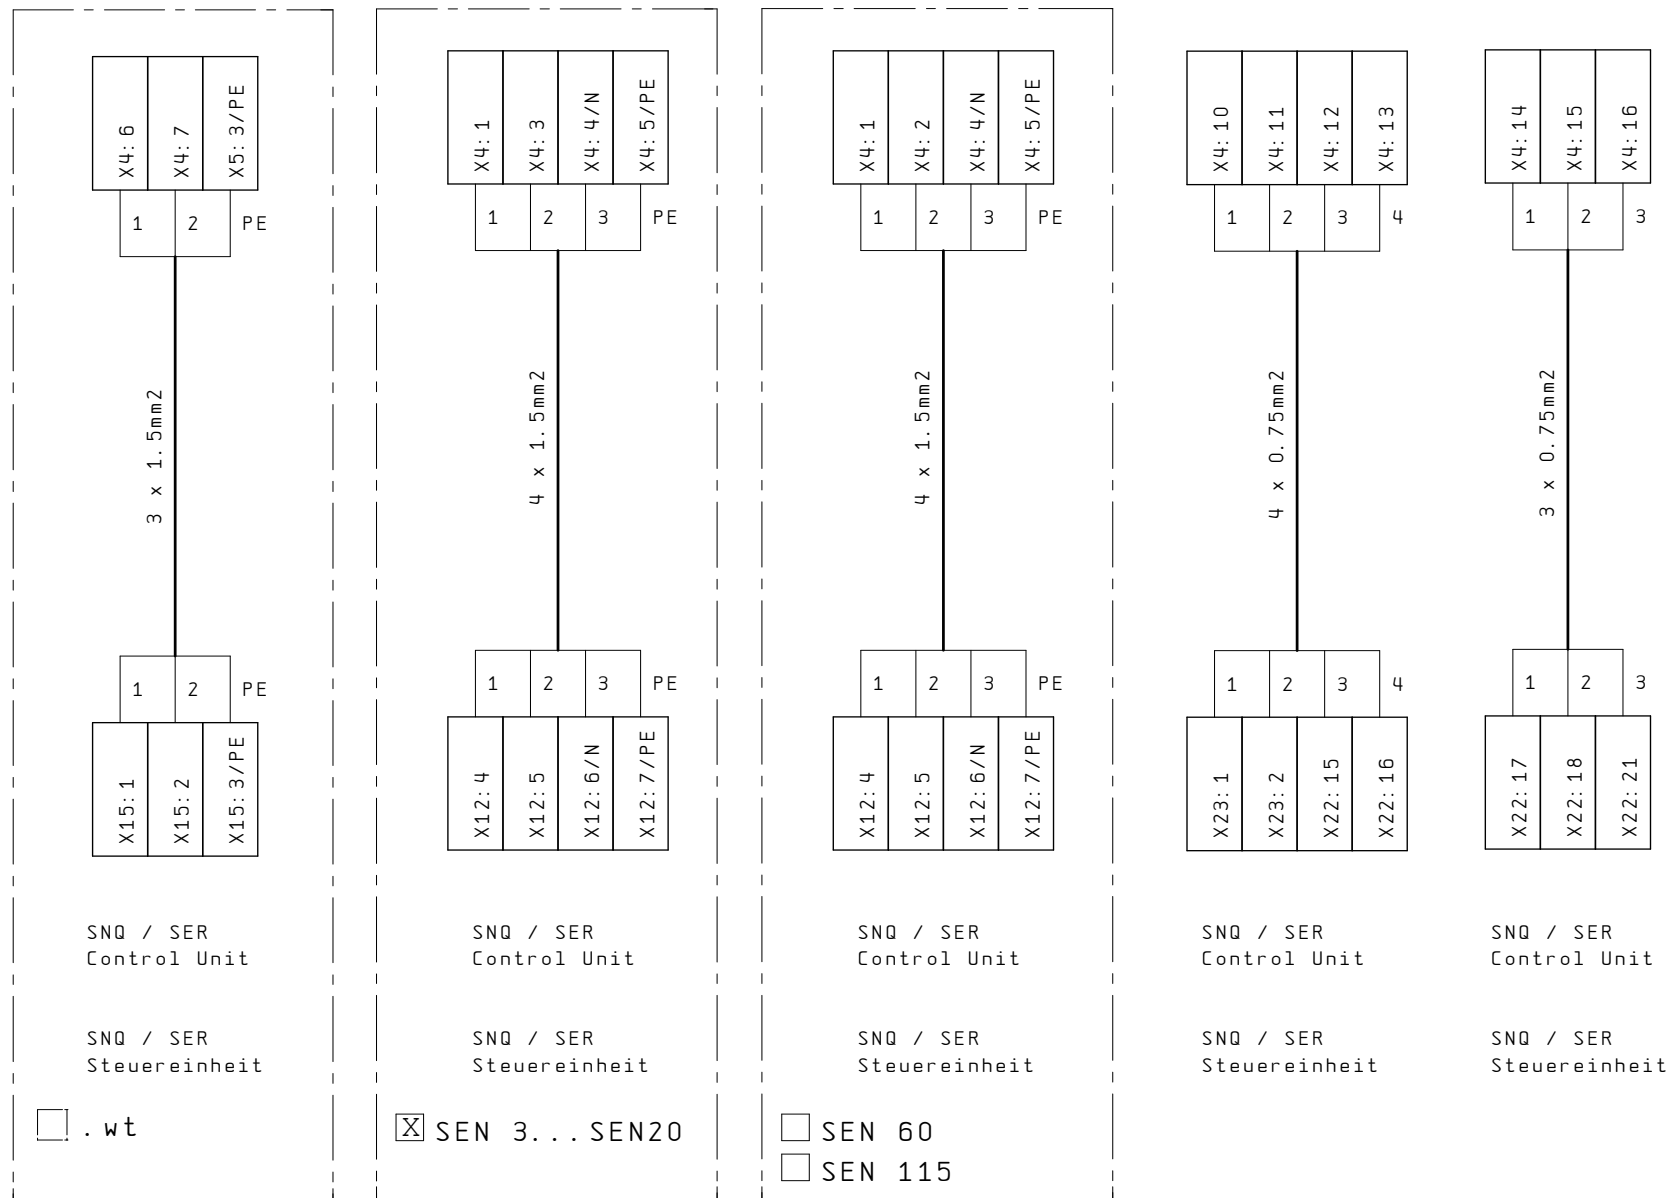 X4:6 X4:7 X5:3/PE
1 2 PE
3 x 1.5mm2
1 2 PE
X15:1 X15:2 X15:3/PE
SNQ / SER
Control Unit
SNQ / SER
Steuereinheit
.wt
X4:1 X4:3 X4:4/N X4:5/PE
1 2 3 PE
4 x 1.5mm2
1 2 3 PE
X12:4 X12:5 X12:6/N X12:7/PE
SNQ / SER
Control Unit
SNQ / SER
Steuereinheit
X SEN 3...SEN20
X4:1 X4:2 X4:4/N X4:5/PE
1 2 3 PE
4 x 1.5mm2
1 2 3 PE
X12:4 X12:5 X12:6/N X12:7/PE
SNQ / SER
Control Unit
SNQ / SER
Steuereinheit
SEN 60
SEN 115
X4:10 X4:11 X4:12 X4:13
1 2 3 4
4 x 0.75mm2
1 2 3 4
X23:1 X23:2 X22:15 X22:16
SNQ / SER
Control Unit
SNQ / SER
Steuereinheit
X4:14 X4:15 X4:16
1 2 3
3 x 0.75mm2
1 2 3
X22:17 X22:18 X22:21
SNQ / SER
Control Unit
SNQ / SER
Steuereinheit